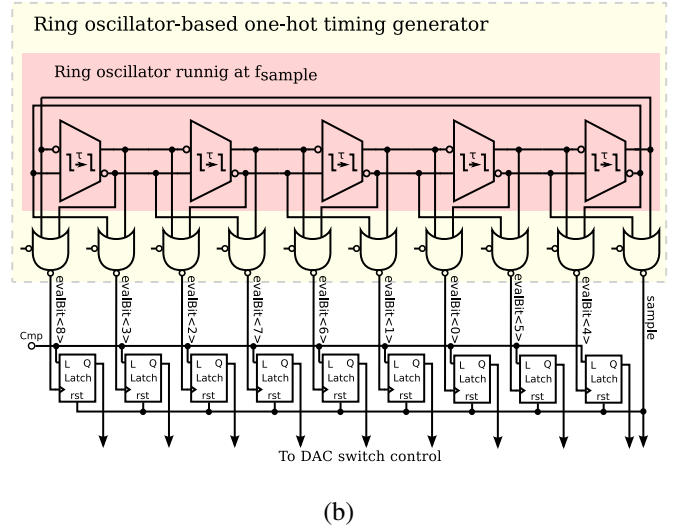 Ring oscillator-based one-hot timing generator
Ring oscillator runnig at fsample
τ τ τ τ τ
evalBit<8> evalBit<3> evalBit<2> evalBit<7> evalBit<6> evalBit<1> evalBit<0> evalBit<5> evalBit<4> sample
Cmp
L Q L Q L Q L Q L Q L Q L Q L Q L Q
Latch Latch Latch Latch Latch Latch Latch Latch Latch
rst rst rst rst rst rst rst rst rst
To DAC switch control
(b)